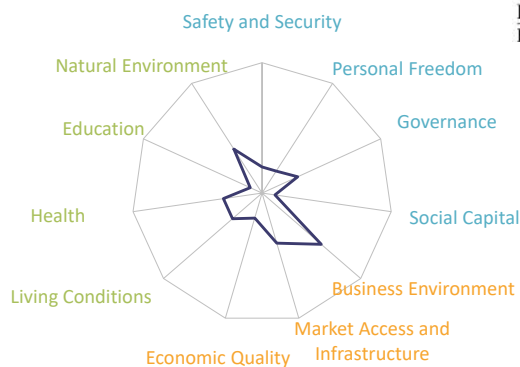 Safety and Security
Natural Environment
Personal Freedom
Education
Governance
Health
Social Capital
Living Conditions
Business Environment
Market Access and
Infrastructure
Economic Quality